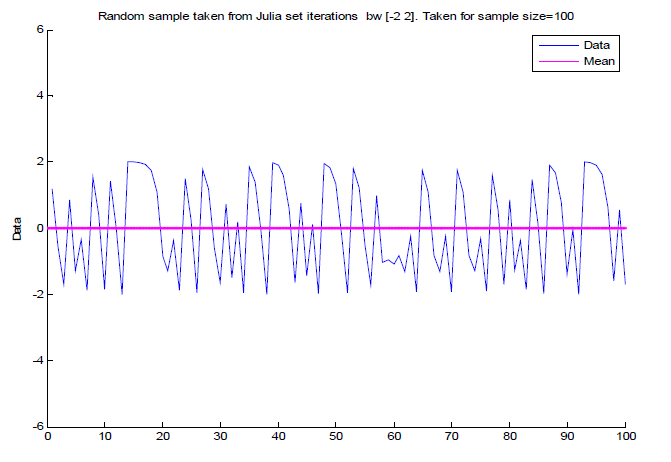 Random sample taken from Julia set iterations  bw [-2 2]. Taken for sample size=100
Data
Mean
6
4
2
0
-2
-4
-6
Data
0 10 20 30 40 50 60 70 80 90 100